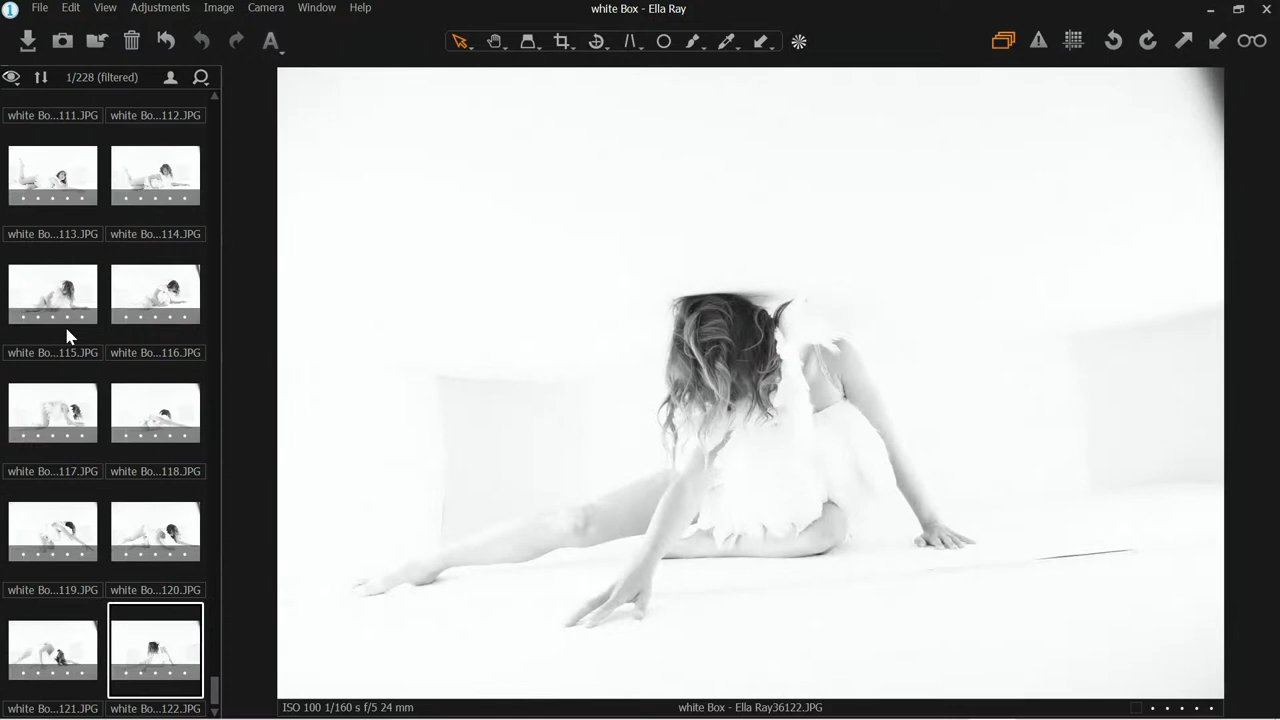 white Box - Ella Ray
File Edit View Adjustments Image Camera Window Help
1/228 (filtered)
white Bo...111.JPG white Bo...112.JPG
white Bo...113.JPG white Bo...114.JPG
white Bo...115.JPG white Bo...116.JPG
white Bo...117.JPG white Bo...118.JPG
white Bo...119.JPG white Bo...120.JPG
white Bo...121.JPG white Bo...122.JPG
ISO 100 1/160 s f/5 24 mm
white Box - Ella Ray36122.JPG